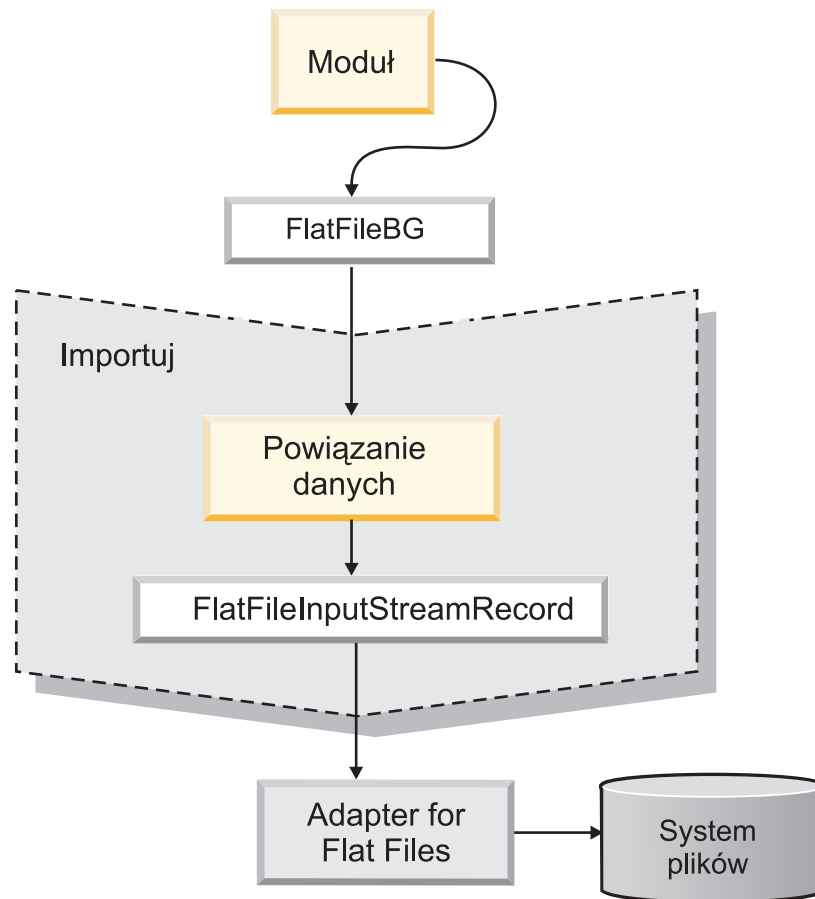 Moduł
FlatFileBG
Importuj
Powiązanie
danych
FlatFileInputStreamRecord
Adapter for
Flat Files
System
plików